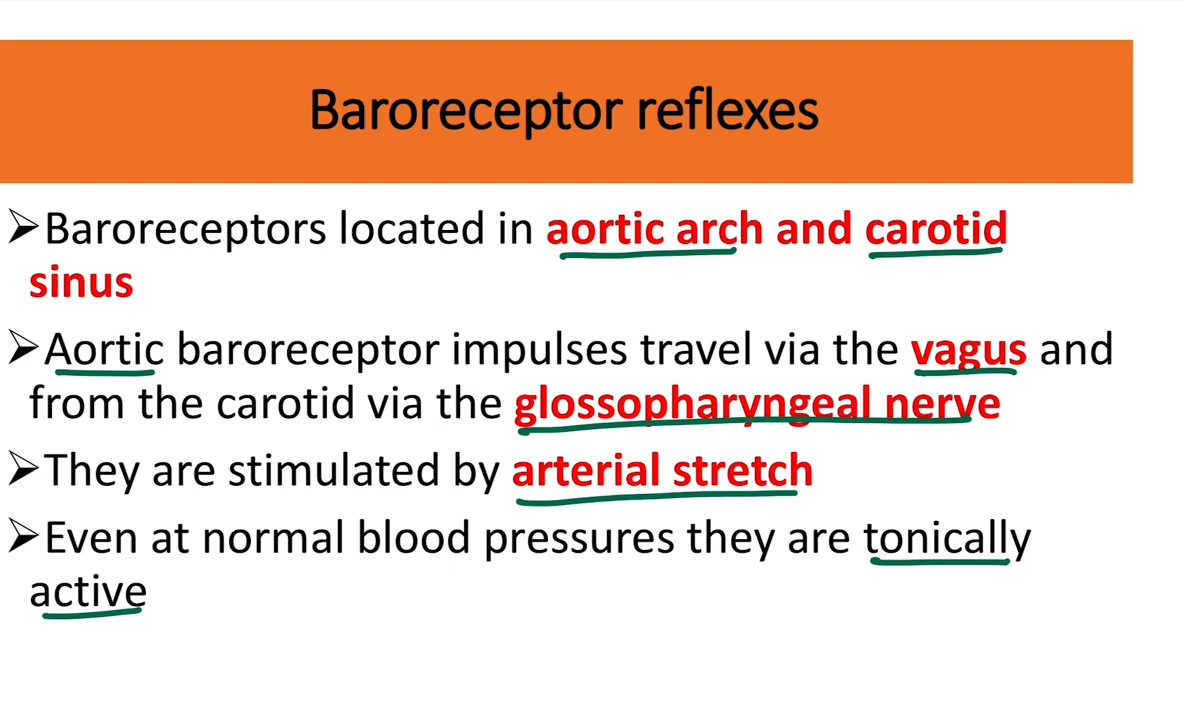 Baroreceptor reflexes
➢Baroreceptors located in aortic arch and carotid
sinus
➢Aortic baroreceptor impulses travel via the vagus and
from the carotid via the glossopharyngeal nerve
➢They are stimulated by arterial stretch
➢Even at normal blood pressures they are tonically
active